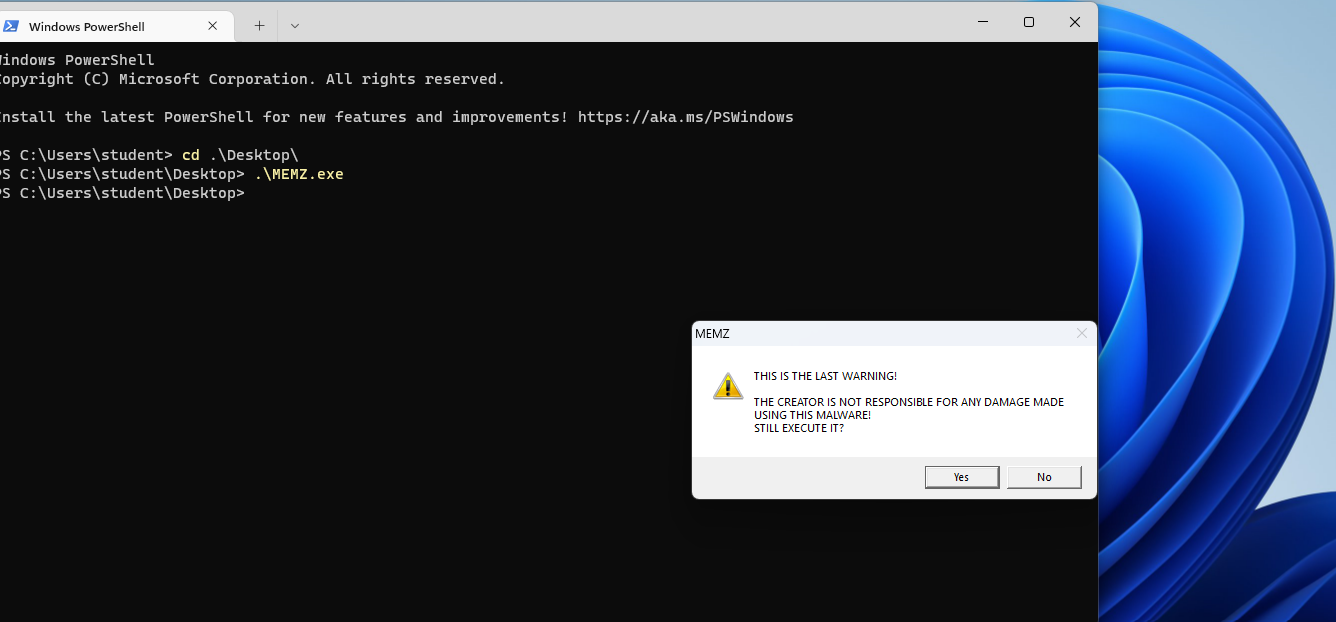 Windows PowerShell
indows PowerShell
opyright (C) Microsoft Corporation. All rights reserved.
nstall the latest PowerShell for new features and improvements! https://aka.ms/PSWindows
PS C:\Users\student> cd .\Desktop\
PS C:\Users\student\Desktop> .\MEMZ.exe
PS C:\Users\student\Desktop>
MEMZ
THIS IS THE LAST WARNING!
THE CREATOR IS NOT RESPONSIBLE FOR ANY DAMAGE MADE
USING THIS MALWARE!
STILL EXECUTE IT?
Yes
No